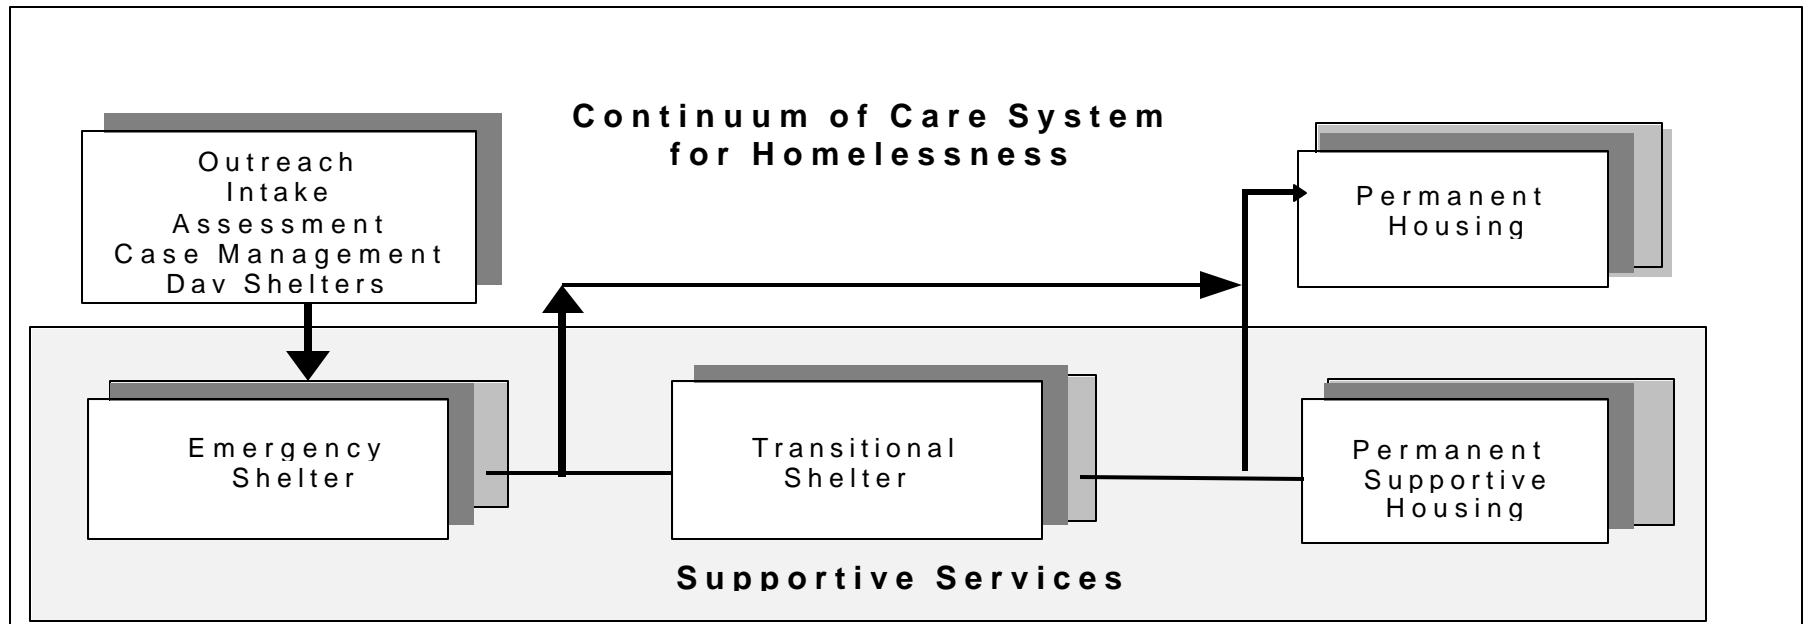 Continuum of Care System
for Homelessness
Outreach
Intake
Assessment
Case Management
Day Shelters
Permanent
Housing
Emergency
Shelter
Transitional
Shelter
Permanent
Supportive
Housing
Supportive Services